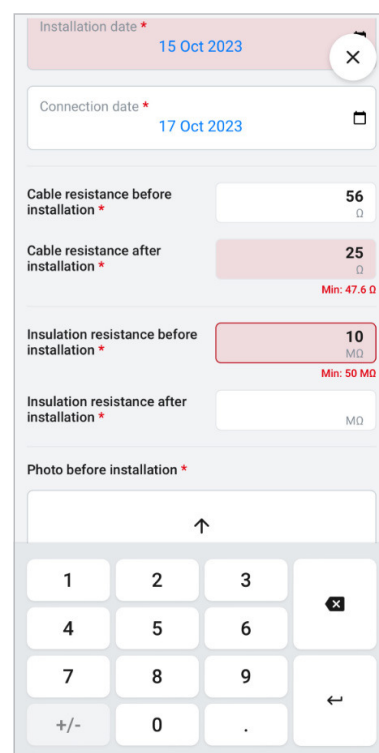 Installation date *
15 Oct 2023
Connection date *
17 Oct 2023
Cable resistance before
installation *
56
Ω
Cable resistance after
installation *
25
Ω
Min: 47.6 Ω
Insulation resistance before
installation *
10
MΩ
Min: 50 MΩ
Insulation resistance after
installation *
MΩ
Photo before installation *
1 2 3
4 5 6
7 8 9
+/- 0 .